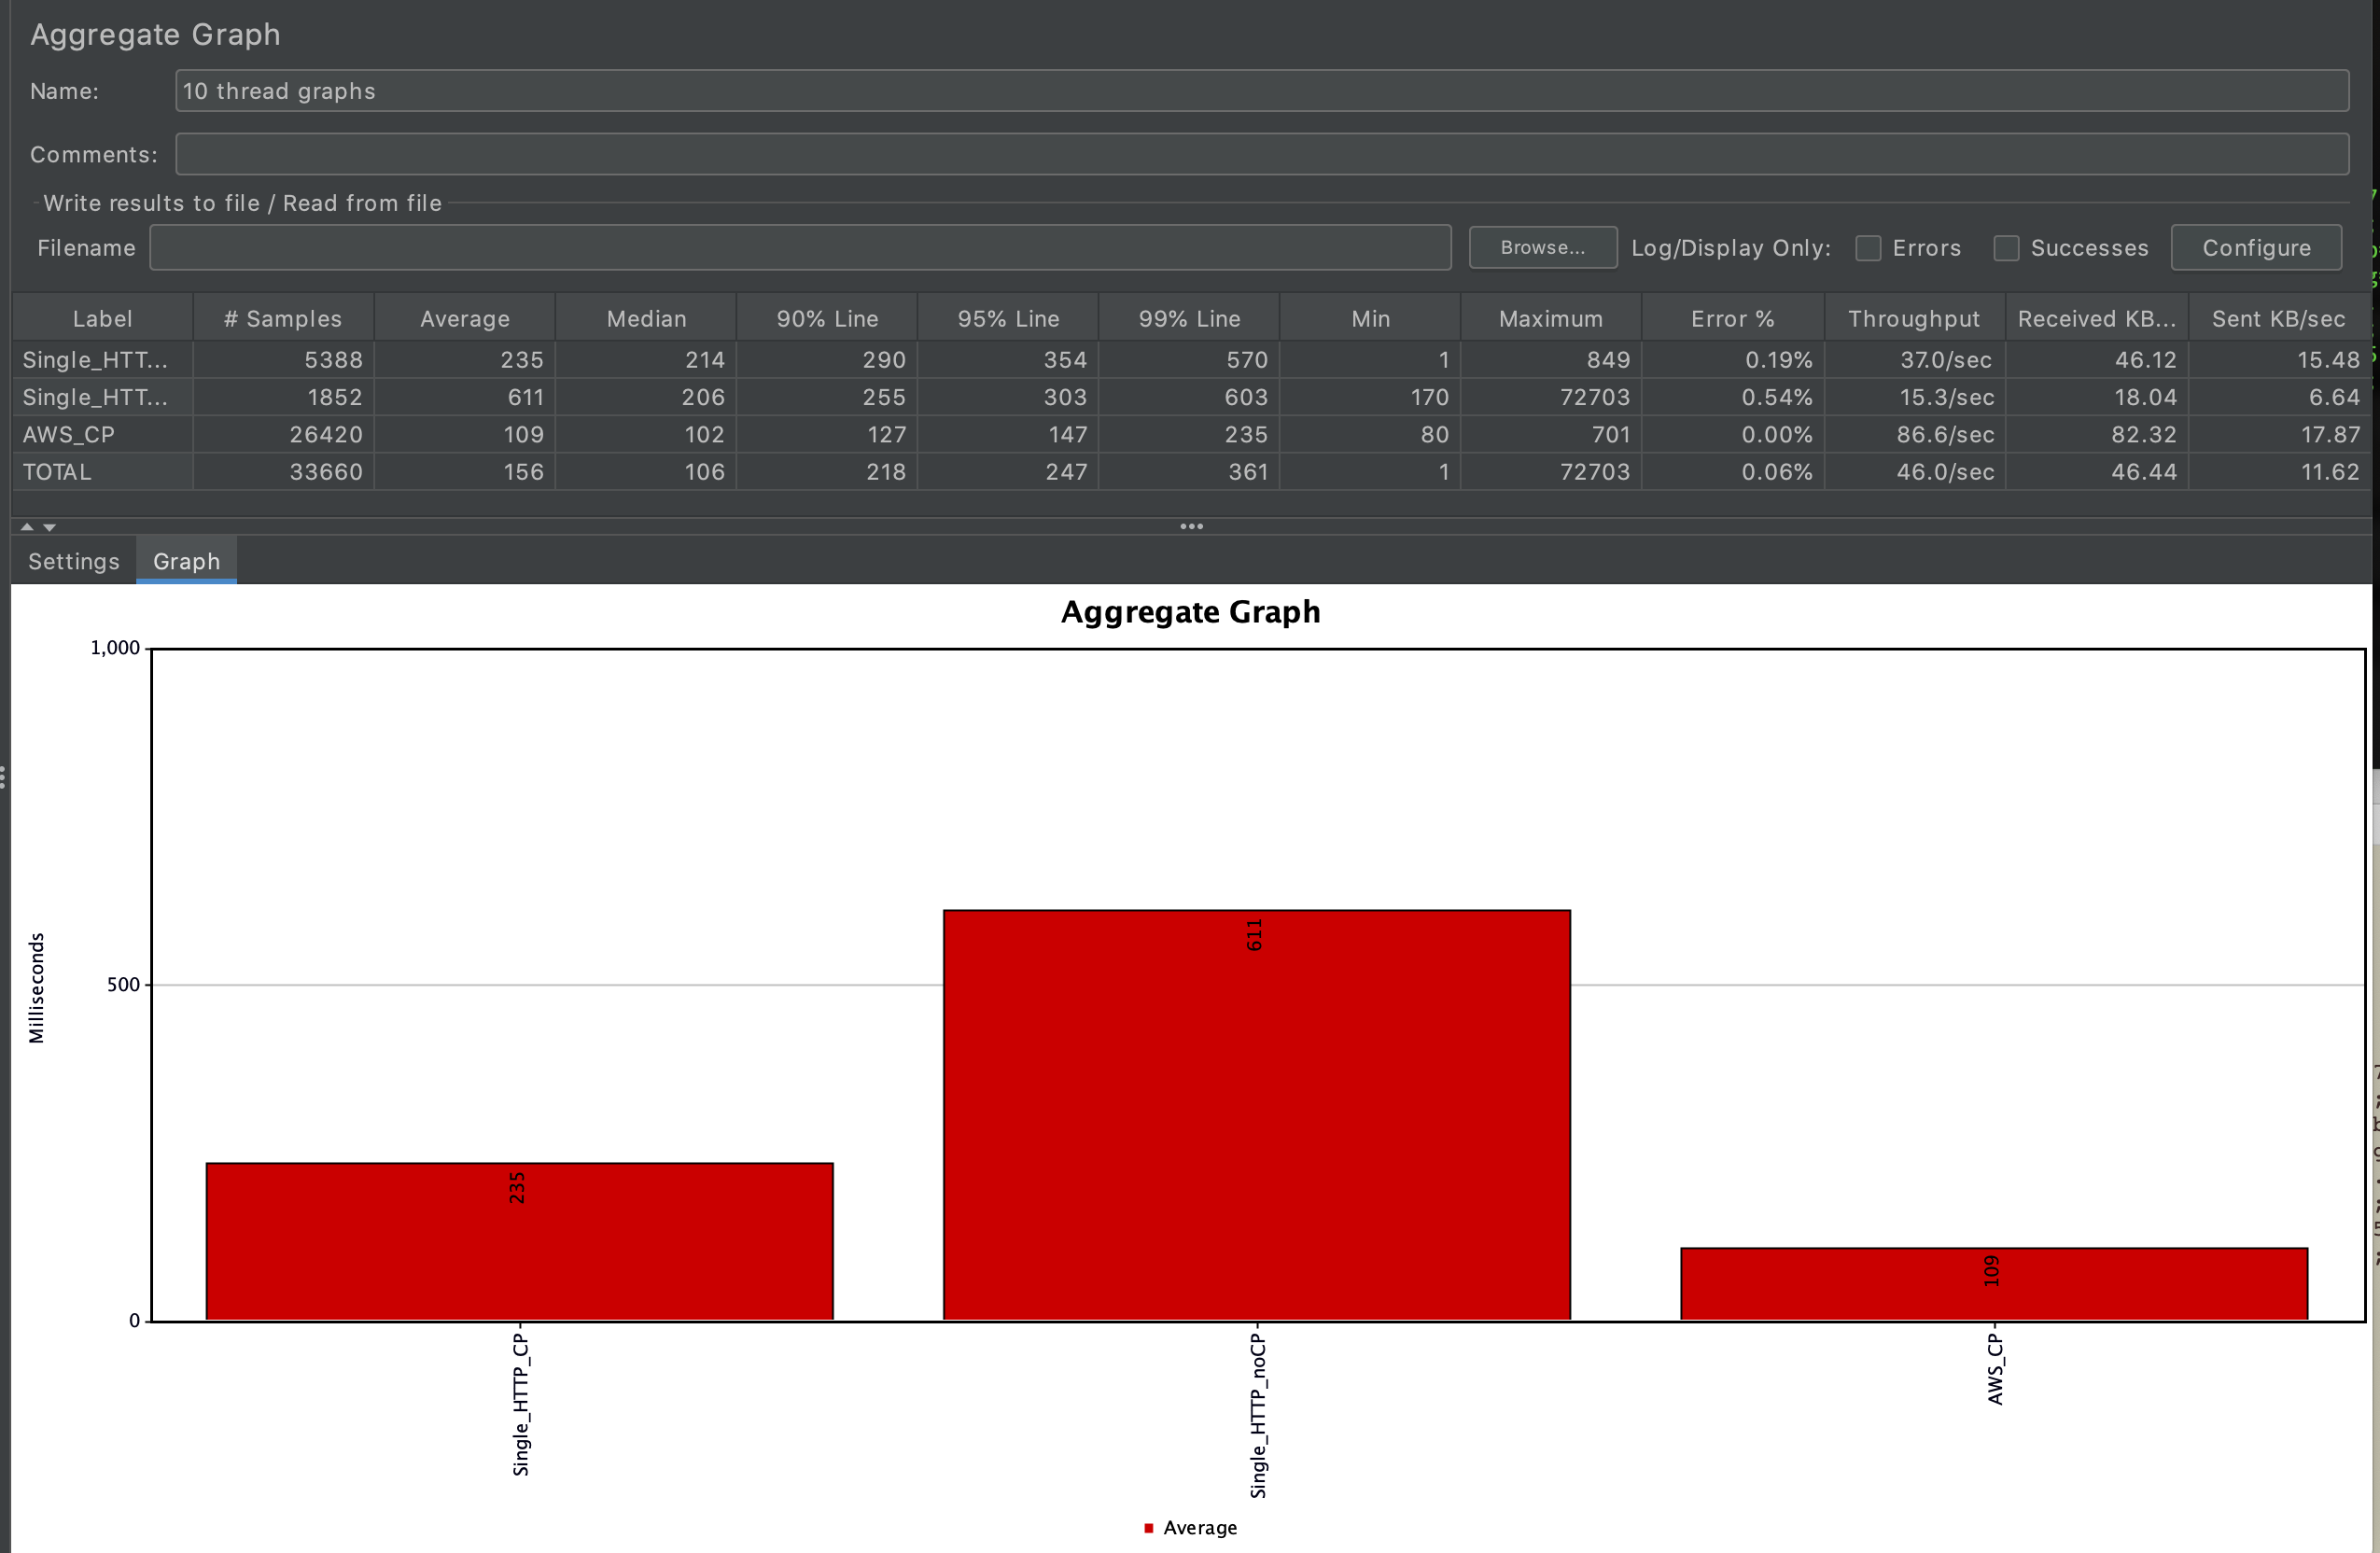 Aggregate Graph
Name: 10 thread graphs
Comments:
Write results to file / Read from file
Filename Browse... Log/Display Only: Errors Successes Configure
Label # Samples Average Median 90% Line 95% Line 99% Line Min Maximum Error % Throughput Received KB... Sent KB/sec
Single_HTT... 5388 235 214 290 354 570 1 849 0.19% 37.0/sec 46.12 15.48
Single_HTT... 1852 611 206 255 303 603 170 72703 0.54% 15.3/sec 18.04 6.64
AWS_CP 26420 109 102 127 147 235 80 701 0.00% 86.6/sec 82.32 17.87
TOTAL 33660 156 106 218 247 361 1 72703 0.06% 46.0/sec 46.44 11.62
Settings Graph
Aggregate Graph
1,000
500
0
Milliseconds
235
611
109
Single_HTTP_CP
Single_HTTP_noCP
AWS_CP
Average